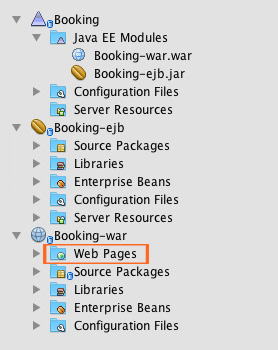 Booking
Java EE Modules
Booking-war.war
Booking-ejb.jar
Configuration Files
Server Resources
Booking-ejb
Source Packages
Libraries
Enterprise Beans
Configuration Files
Server Resources
Booking-war
Web Pages
Source Packages
Libraries
Enterprise Beans
Configuration Files